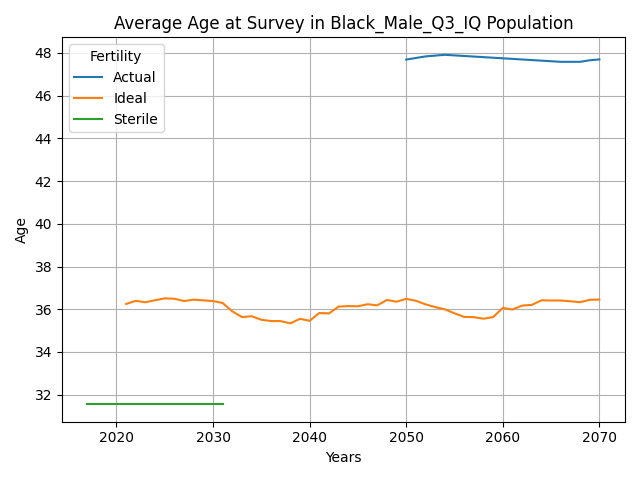 Average Age at Survey in Black_Male_Q3_IQ Population
Fertility
Actual
Ideal
Sterile
48
46
44
42
40
38
36
34
32
Age
2020 2030 2040 2050 2060 2070
Years